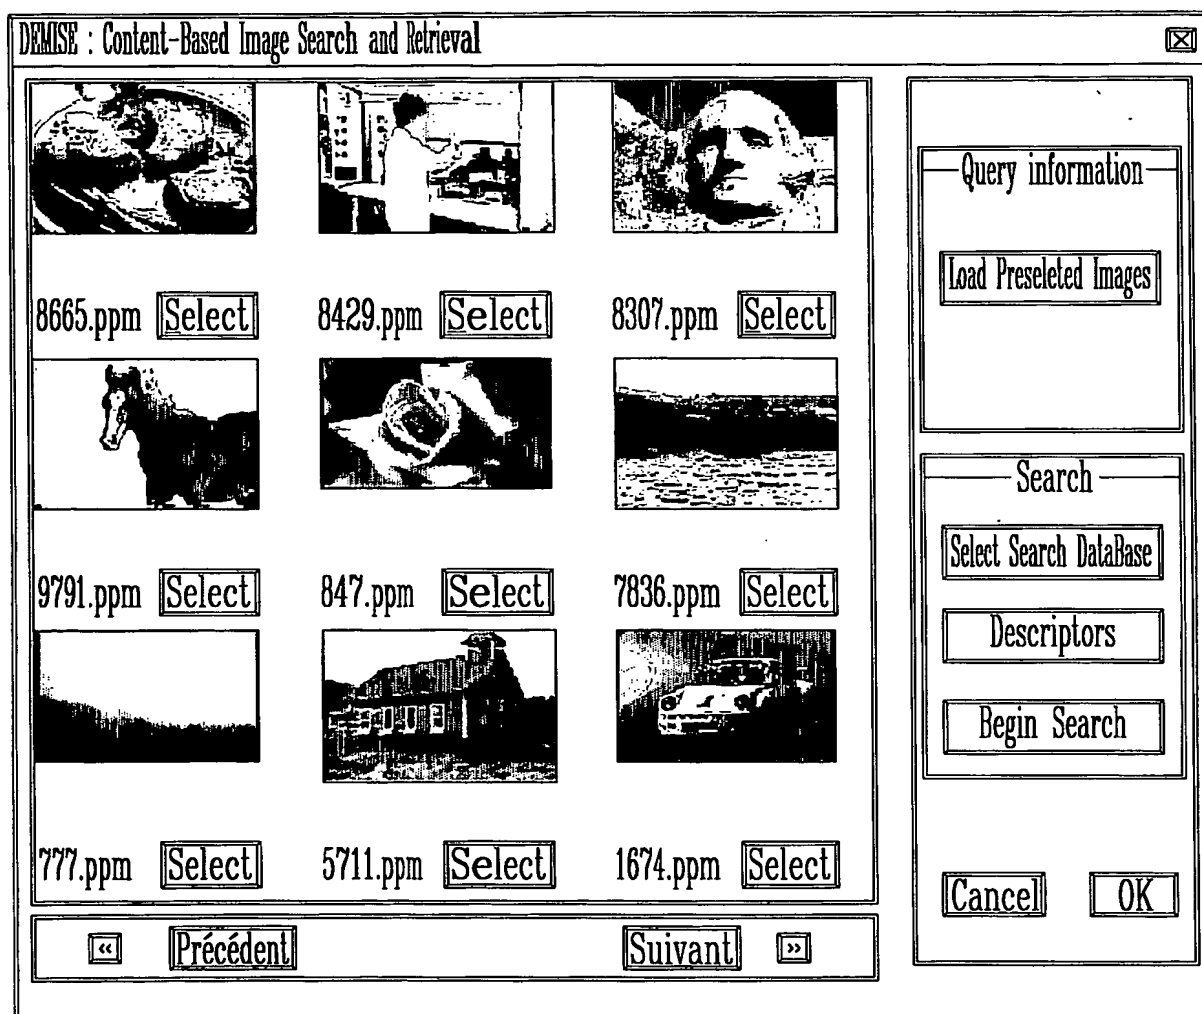 DEMISE : Content-Based Image Search and Retrieval
8665.ppm Select 8429.ppm Select 8307.ppm Select
9791.ppm Select 847.ppm Select 7836.ppm Select
777.ppm Select 5711.ppm Select 1674.ppm Select
« Précédent Suivant »
Query information
Load Preseleted Images
Search
Select Search DataBase
Descriptors
Begin Search
Cancel OK